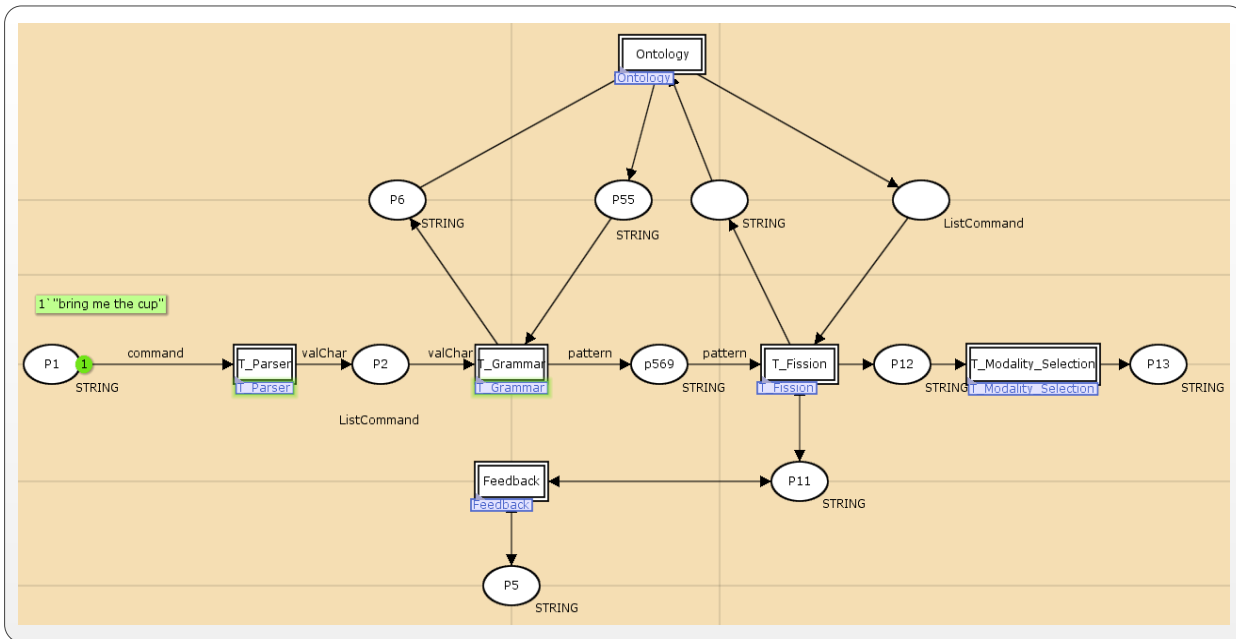 Ontology
Ontology
P6
STRING
P55
STRING
STRING
ListCommand
1`"bring me the cup"
P1
1
STRING
command
T_Parser
T_Parser
valChar
P2
ListCommand
valChar
T_Grammar
T_Grammar
pattern
p569
STRING
pattern
T_Fission
T_Fission
P12
STRING
T_Modality_Selection
T_Modality_Selection
P13
STRING
Feedback
Feedback
P11
STRING
P5
STRING